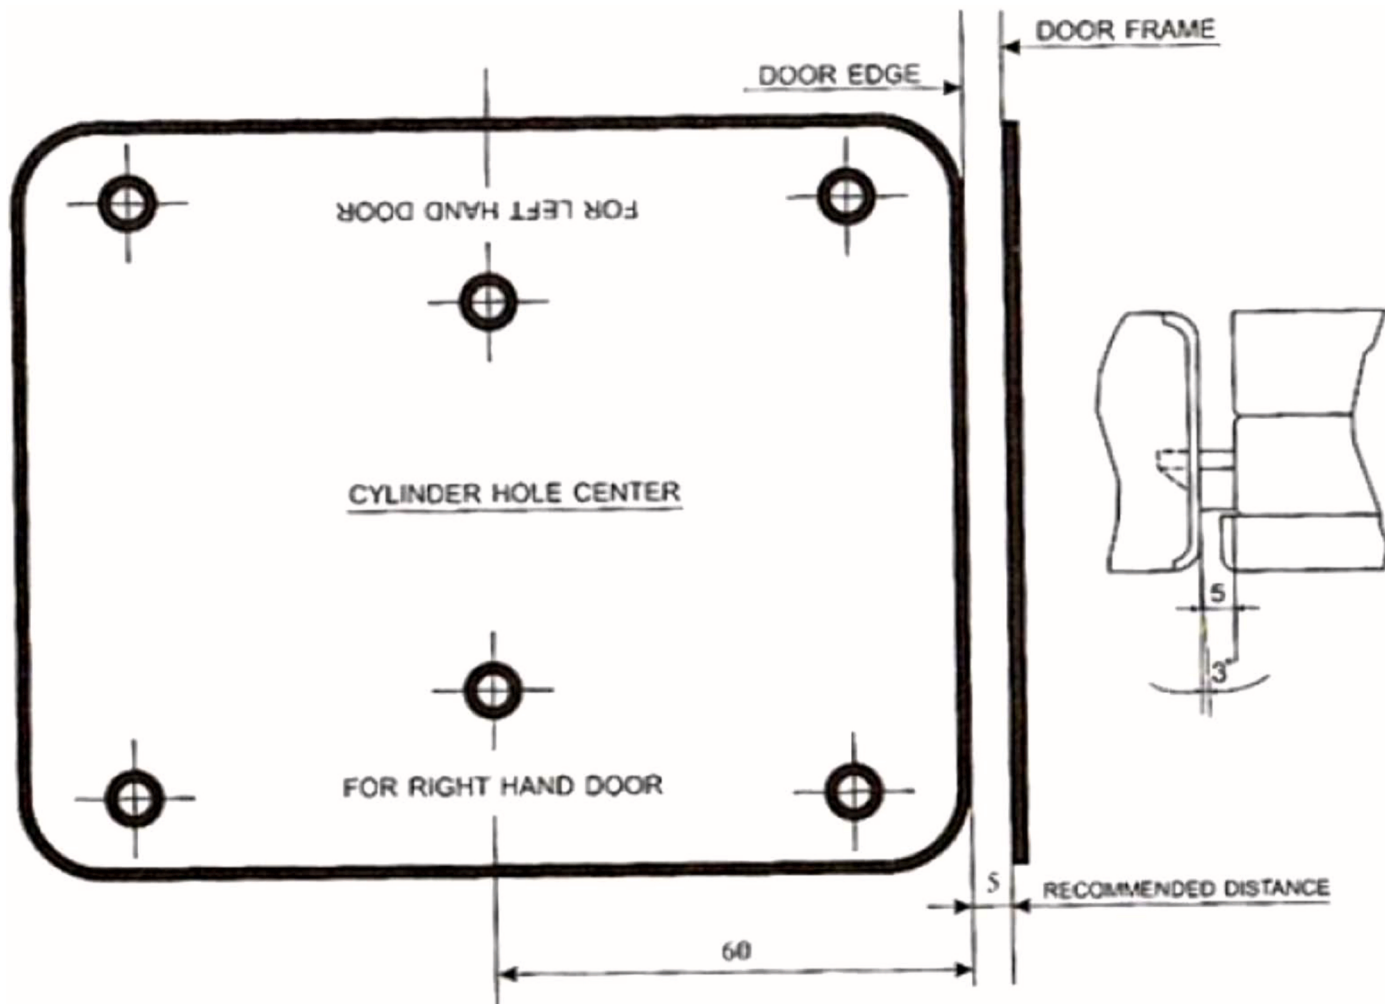 DOOR FRAME
DOOR EDGE
FOR LEFT HAND DOOR
CYLINDER HOLE CENTER
5
3°
FOR RIGHT HAND DOOR
5
RECOMMENDED DISTANCE
60